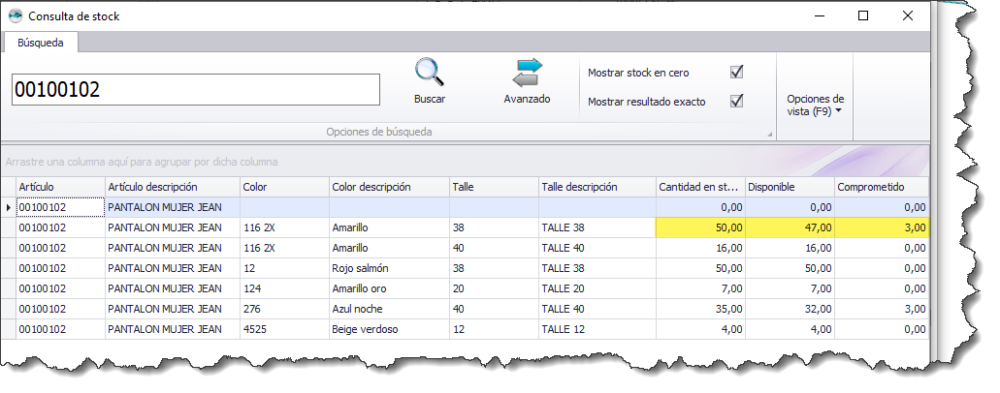 Consulta de stock
Búsqueda
00100102
Buscar
Avanzado
Mostrar stock en cero
Mostrar resultado exacto
Opciones de vista (F9)
Opciones de búsqueda
Arrastre una columna aquí para agrupar por dicha columna
Artículo Artículo descripción Color Color descripción Talle Talle descripción Cantidad en st... Disponible Comprometido
00100102 PANTALON MUJER JEAN 0,00 0,00 0,00
00100102 PANTALON MUJER JEAN 116 2X Amarillo 38 TALLE 38 50,00 47,00 3,00
00100102 PANTALON MUJER JEAN 116 2X Amarillo 40 TALLE 40 16,00 16,00 0,00
00100102 PANTALON MUJER JEAN 12 Rojo salmón 38 TALLE 38 50,00 50,00 0,00
00100102 PANTALON MUJER JEAN 124 Amarillo oro 20 TALLE 20 7,00 7,00 0,00
00100102 PANTALON MUJER JEAN 276 Azul noche 40 TALLE 40 35,00 32,00 3,00
00100102 PANTALON MUJER JEAN 4525 Beige verdoso 12 TALLE 12 4,00 4,00 0,00